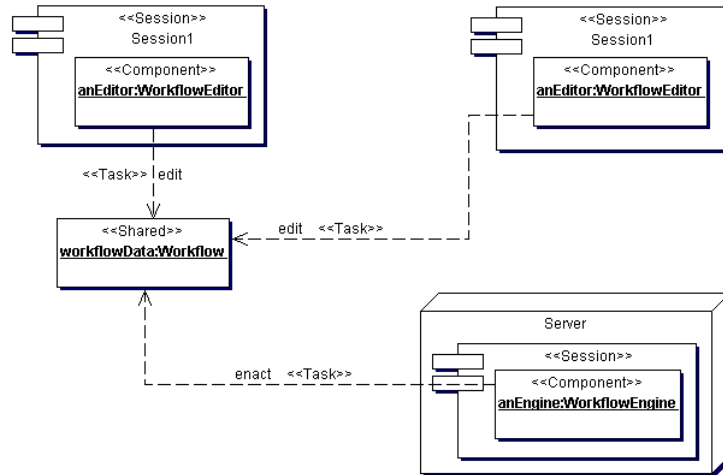 <<Session>>
Session1
<<Component>>
anEditor:WorkflowEditor
<<Session>>
Session1
<<Component>>
anEditor:WorkflowEditor
<<Task>> edit
<<Shared>>
workflowData:Workflow
edit <<Task>>
Server
<<Session>>
enact <<Task>>
<<Component>>
anEngine:WorkflowEngine